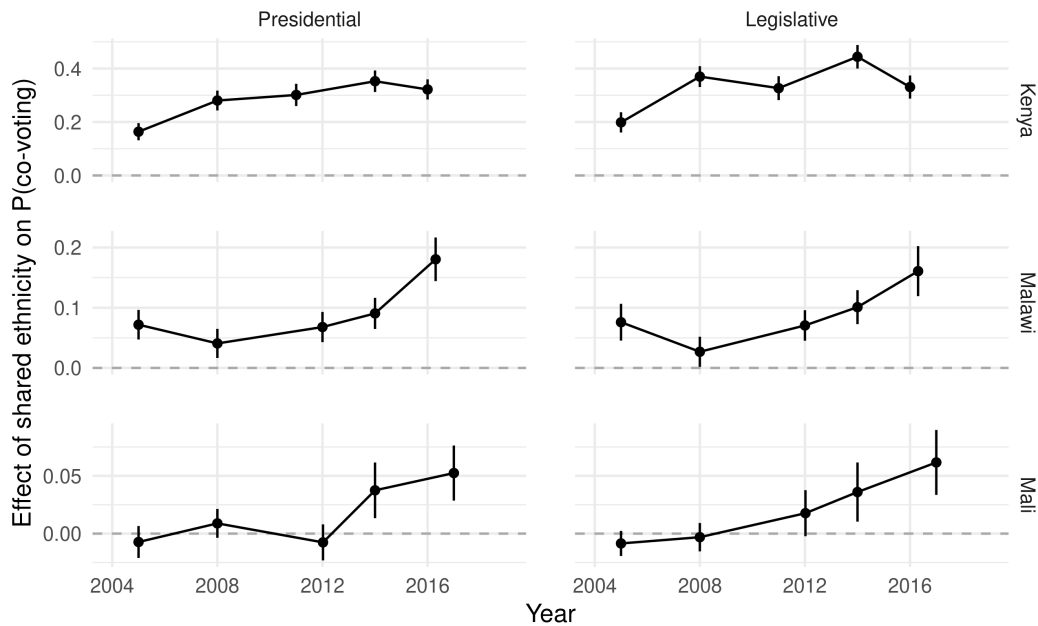 Presidential
Legislative
0.4
0.2
0.0
Kenya
0.2
0.1
0.0
Malawi
0.05
0.00
Mali
Effect of shared ethnicity on P(co-voting)
2004 2008 2012 2016
2004 2008 2012 2016
Year